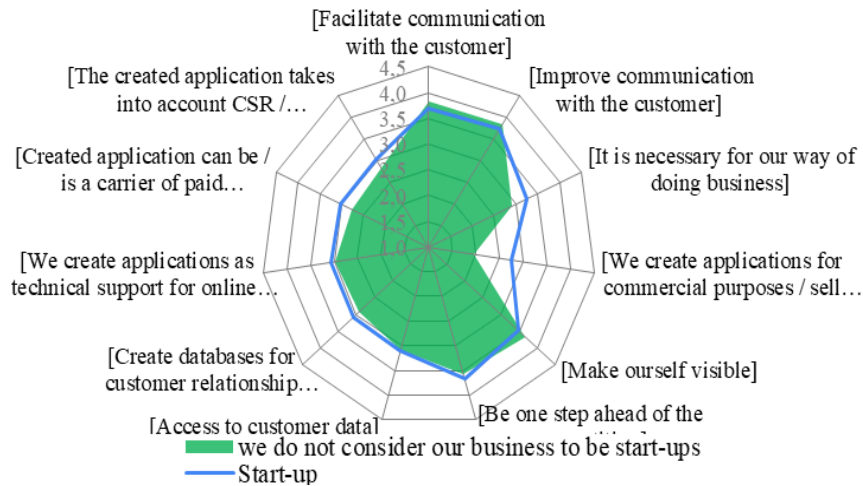 [Facilitate communication
with the customer]
[The created application takes
into account CSR /…
[Improve communication
with the customer]
[Created application can be /
is a carrier of paid…
[It is necessary for our way of
doing business]
[We create applications as
technical support for online…
[We create applications for
commercial purposes / sell…
[Create databases for
customer relationship…
[Make ourself visible]
[Access to customer data]
[Be one step ahead of the
4,5
4,0
3,5
3,0
2,5
2,0
1,5
1,0
we do not consider our business to be start-ups
Start-up